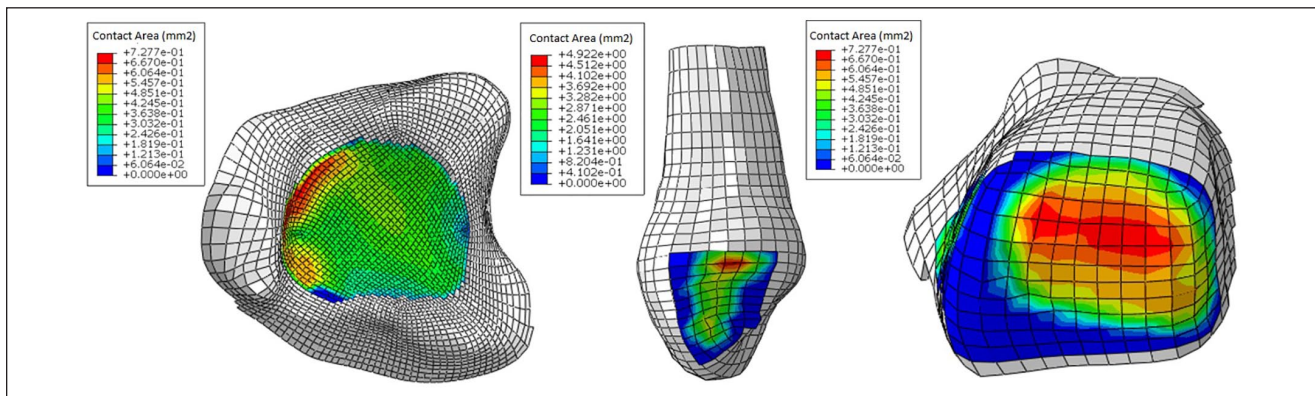 Contact Area (mm2)
+7.277e-01
+6.670e-01
+6.064e-01
+5.457e-01
+4.851e-01
+4.245e-01
+3.638e-01
+3.032e-01
+2.426e-01
+1.819e-01
+1.213e-01
+6.064e-02
+0.000e+00
Contact Area (mm2)
+4.922e+00
+4.512e+00
+4.102e+00
+3.692e+00
+3.282e+00
+2.871e+00
+2.461e+00
+2.051e+00
+1.641e+00
+1.231e+00
+8.204e-01
+4.102e-01
+0.000e+00
Contact Area (mm2)
+7.277e-01
+6.670e-01
+6.064e-01
+5.457e-01
+4.851e-01
+4.245e-01
+3.638e-01
+3.032e-01
+2.426e-01
+1.819e-01
+1.213e-01
+6.064e-02
+0.000e+00